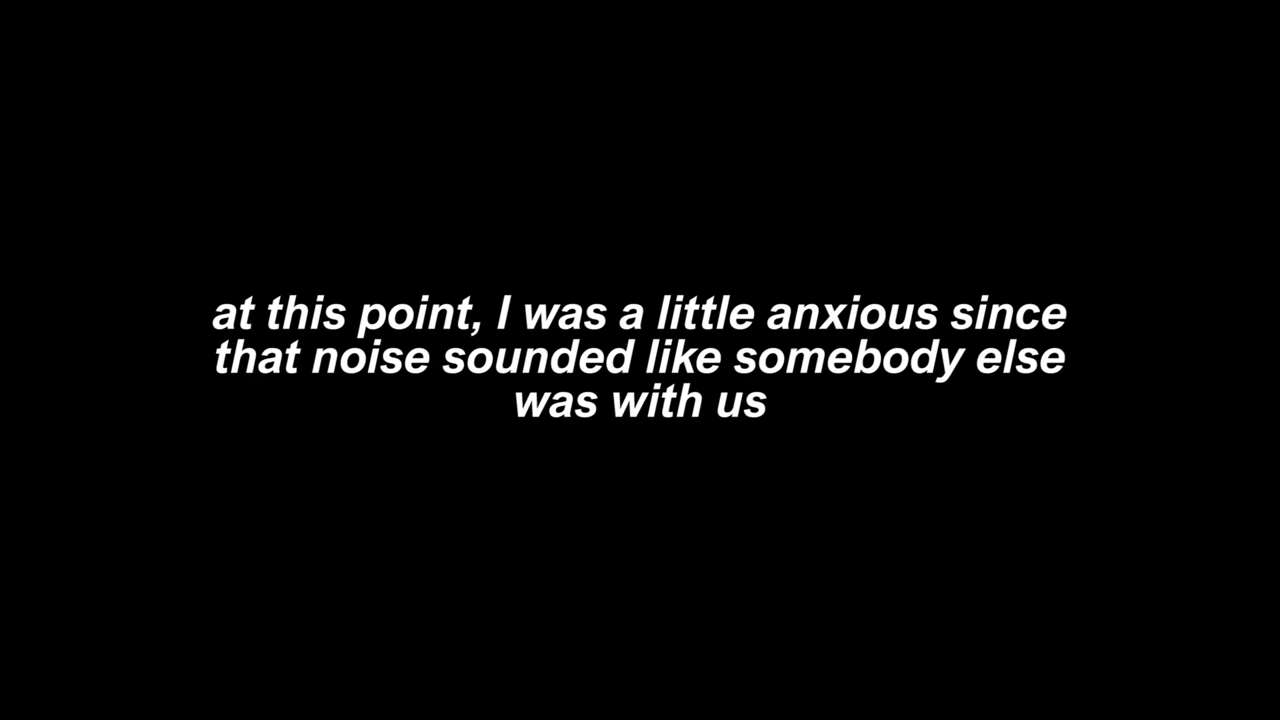 at this point, I was a little anxious since
that noise sounded like somebody else
was with us